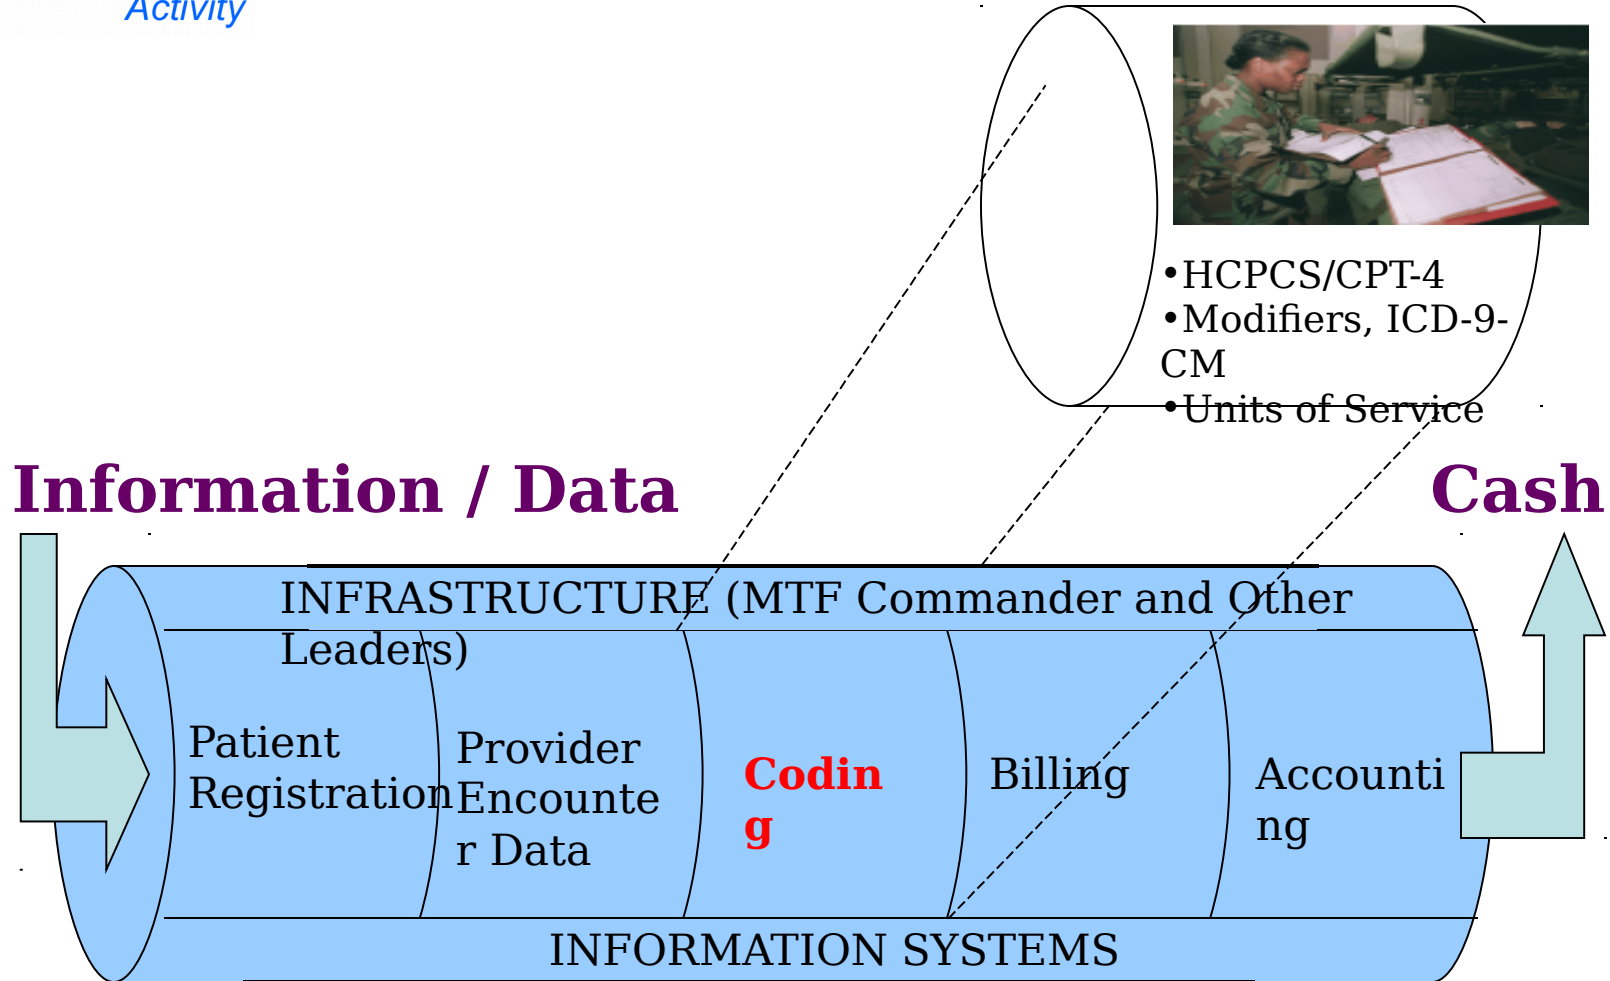 Activity
•HCPCS/CPT-4
•Modifiers, ICD-9-
CM
•Units of Service
Information / Data
Cash
INFRASTRUCTURE (MTF Commander and Other
Leaders)
Patient
Registration
Provider
Encounte
r Data
Codin
g
Billing
Accounti
ng
INFORMATION SYSTEMS